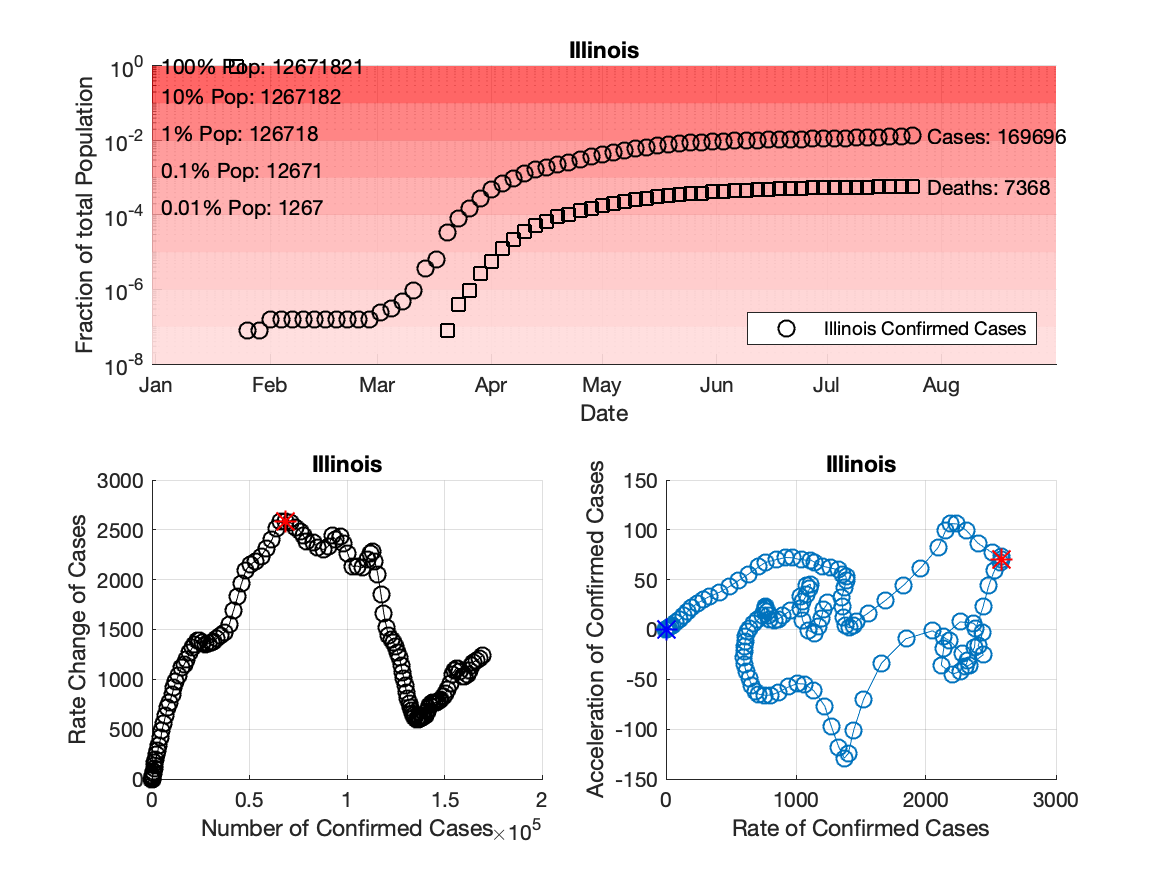 Illinois
10^0
10^-2
10^-4
10^-6
10^-8
Fraction of total Population
100% Pop: 12671821
10% Pop: 1267182
1% Pop: 126718
0.1% Pop: 12671
0.01% Pop: 1267
Cases: 169696
Deaths: 7368
Illinois Confirmed Cases
Jan Feb Mar Apr May Jun Jul Aug
Date
Illinois
3000
2500
2000
1500
1000
500
0
Rate Change of Cases
0 0.5 1 1.5 2
Number of Confirmed Cases ×10^5
Illinois
150
100
50
0
-50
-100
-150
Acceleration of Confirmed Cases
0 1000 2000 3000
Rate of Confirmed Cases